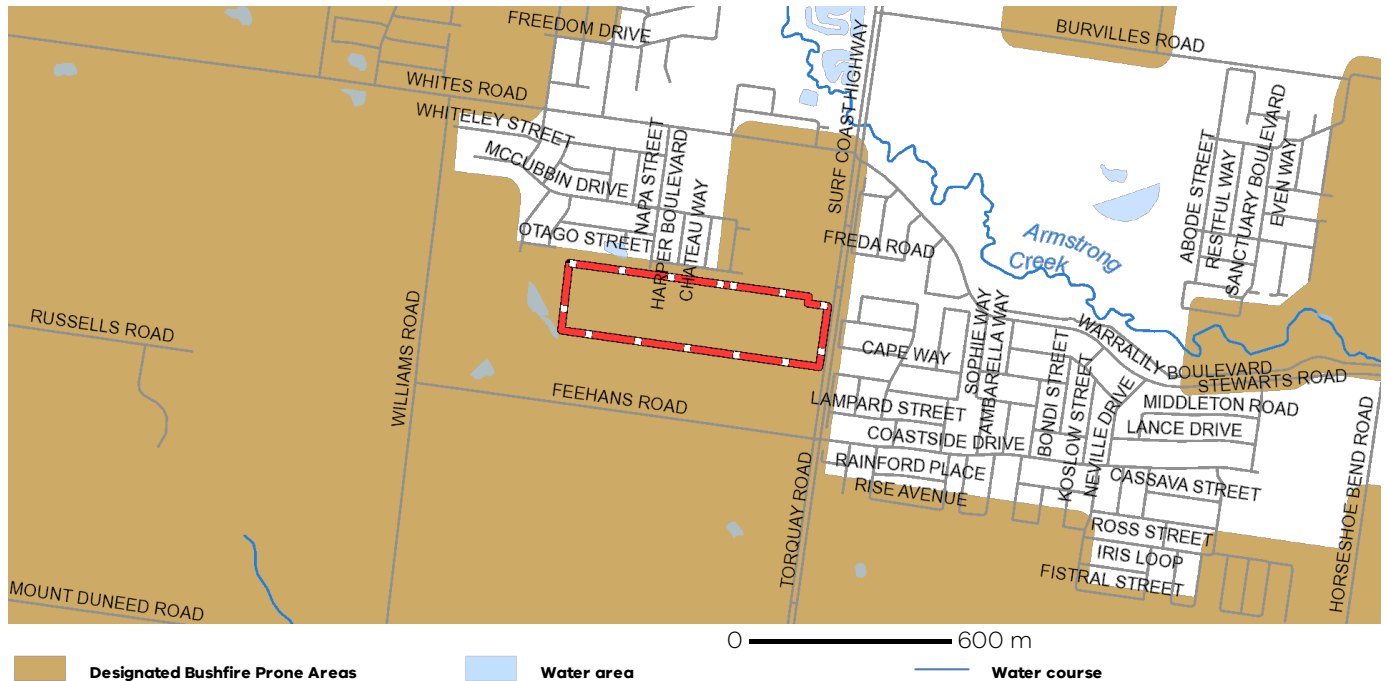 FREEDOM DRIVE
BURVILLES ROAD
SURF COAST HIGHWAY
WHITES ROAD
WHITELEY STREET
MCCUBBIN DRIVE
NAPA STREET
HARPER BOULEVARD
CHATEAU WAY
OTAGO STREET
ABODE STREET
RESTFUL WAY
SANCTUARY BOULEVARD
EVEN WAY
FREDA ROAD
Armstrong
Creek
RUSSELLS ROAD
WILLIAMS ROAD
CAPE WAY
SOPHIE WAY
AMBARELLA WAY
WARRALILY BOULEVARD
STEWARTS ROAD
FEEHANS ROAD
LAMPARD STREET
BONDI STREET
KOSLOW STREET
NEVILLE DRIVE
MIDDLETON ROAD
LANCE DRIVE
COASTSIDE DRIVE
RAINFORD PLACE
RISE AVENUE
CASSAVA STREET
HORSESHOE BEND ROAD
TORQUAY ROAD
ROSS STREET
IRIS LOOP
FISTRAL STREET
MOUNT DUNEED ROAD
0 600 m
Designated Bushfire Prone Areas
Water area
Water course